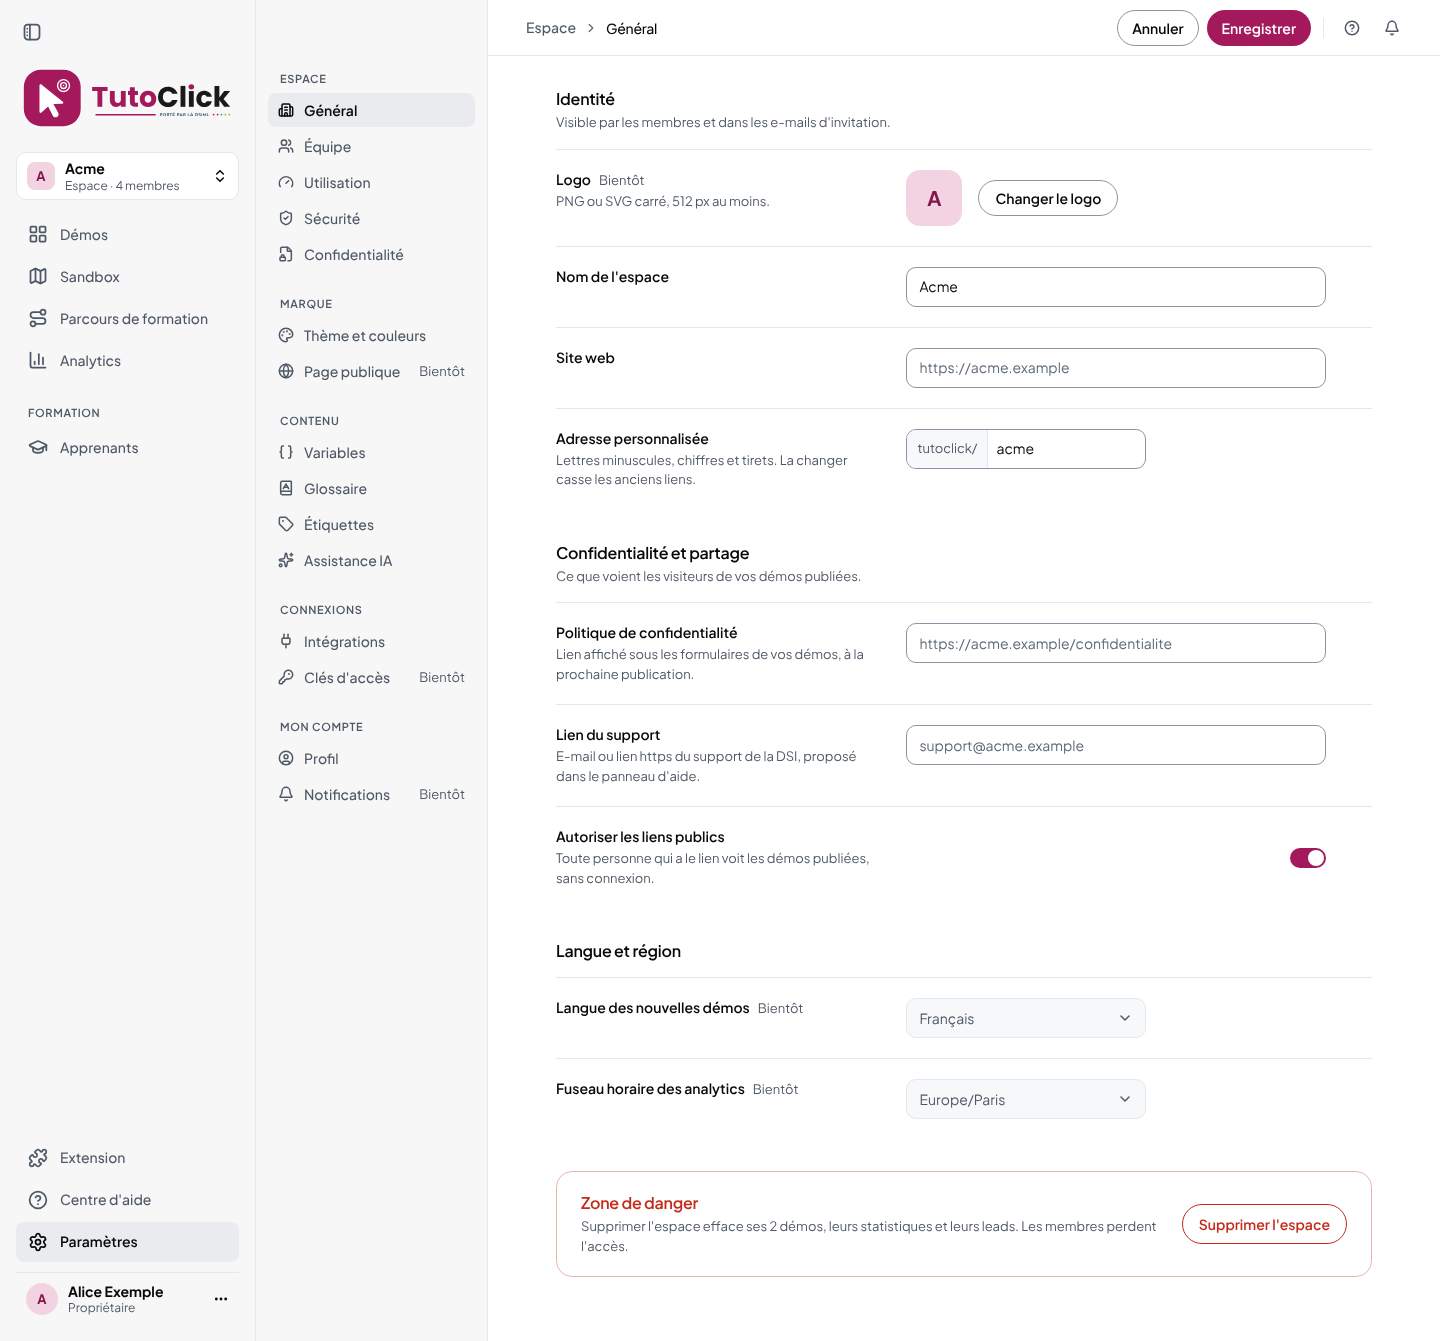 TutoClick
PORTÉ PAR LA DSIML
A
Acme
Espace · 4 membres
Démos
Sandbox
Parcours de formation
Analytics
FORMATION
Apprenants
Extension
Centre d'aide
Paramètres
A
Alice Exemple
Propriétaire
ESPACE
Général
Équipe
Utilisation
Sécurité
Confidentialité
MARQUE
Thème et couleurs
Page publique Bientôt
CONTENU
Variables
Glossaire
Étiquettes
Assistance IA
CONNEXIONS
Intégrations
Clés d'accès Bientôt
MON COMPTE
Profil
Notifications Bientôt
Espace > Général
Annuler
Enregistrer
Identité
Visible par les membres et dans les e-mails d'invitation.
Logo Bientôt
PNG ou SVG carré, 512 px au moins.
A
Changer le logo
Nom de l'espace
Acme
Site web
https://acme.example
Adresse personnalisée
Lettres minuscules, chiffres et tirets. La changer
casse les anciens liens.
tutoclick/ acme
Confidentialité et partage
Ce que voient les visiteurs de vos démos publiées.
Politique de confidentialité
Lien affiché sous les formulaires de vos démos, à la
prochaine publication.
https://acme.example/confidentialite
Lien du support
E-mail ou lien https du support de la DSI, proposé
dans le panneau d'aide.
support@acme.example
Autoriser les liens publics
Toute personne qui a le lien voit les démos publiées,
sans connexion.
Langue et région
Langue des nouvelles démos Bientôt
Français
Fuseau horaire des analytics Bientôt
Europe/Paris
Zone de danger
Supprimer l'espace efface ses 2 démos, leurs statistiques et leurs leads. Les membres perdent
l'accès.
Supprimer l'espace